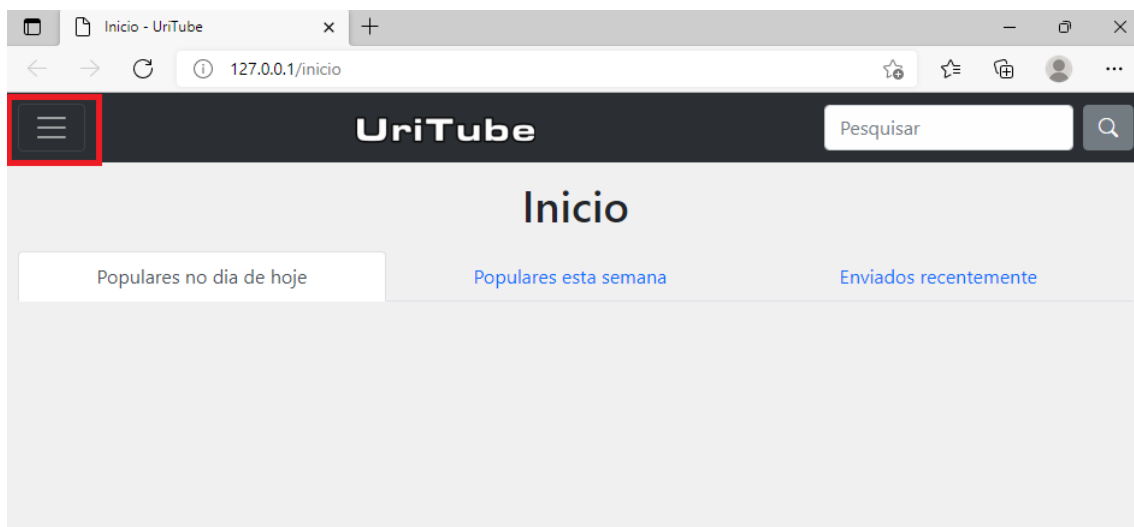 Inicio - UriTube
127.0.0.1/inicio
UriTube
Pesquisar
Inicio
Populares no dia de hoje
Populares esta semana
Enviados recentemente